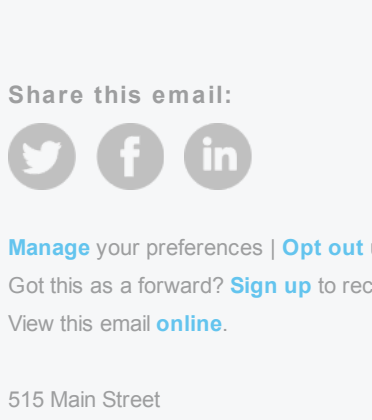 Share this email:
in
Manage your preferences | Opt out
Got this as a forward? Sign up to
View this email online.
515 Main Street